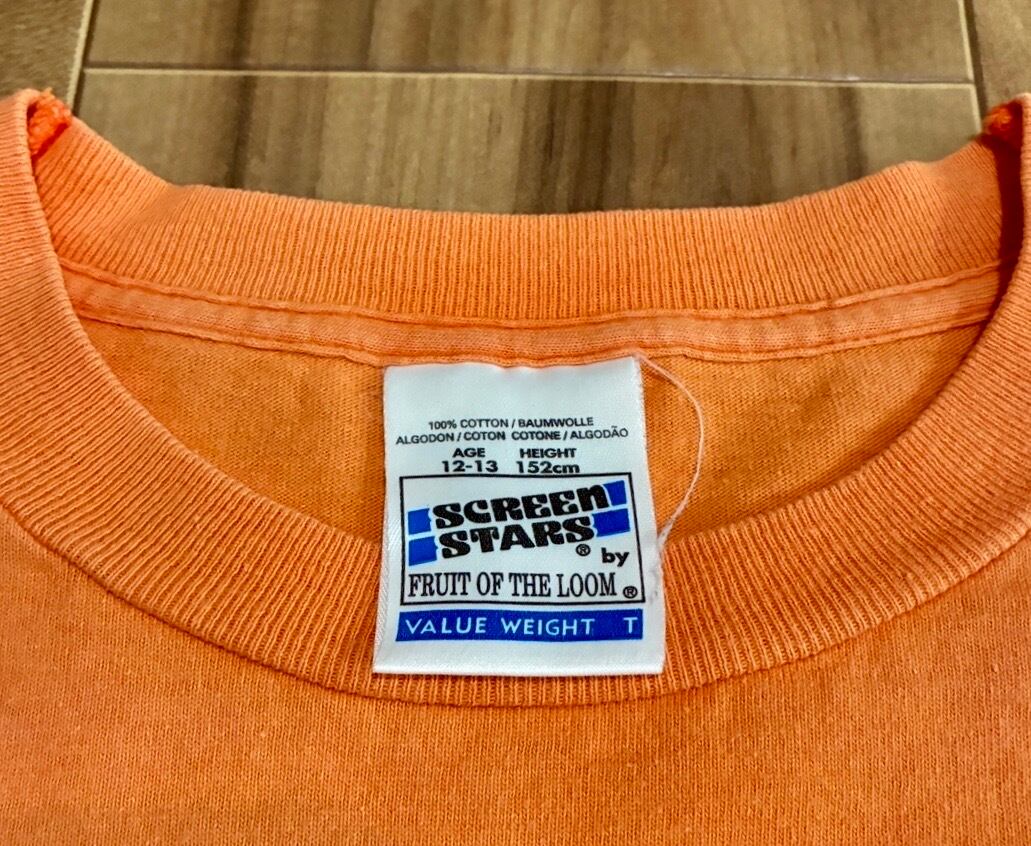 100% COTTON / BAUMWOLLE
ALGODON / COTON COTONE / ALGODÃO
AGE HEIGHT
12-13 152cm
SCREEN
STARS®
by
FRUIT OF THE LOOM®
VALUE WEIGHT T